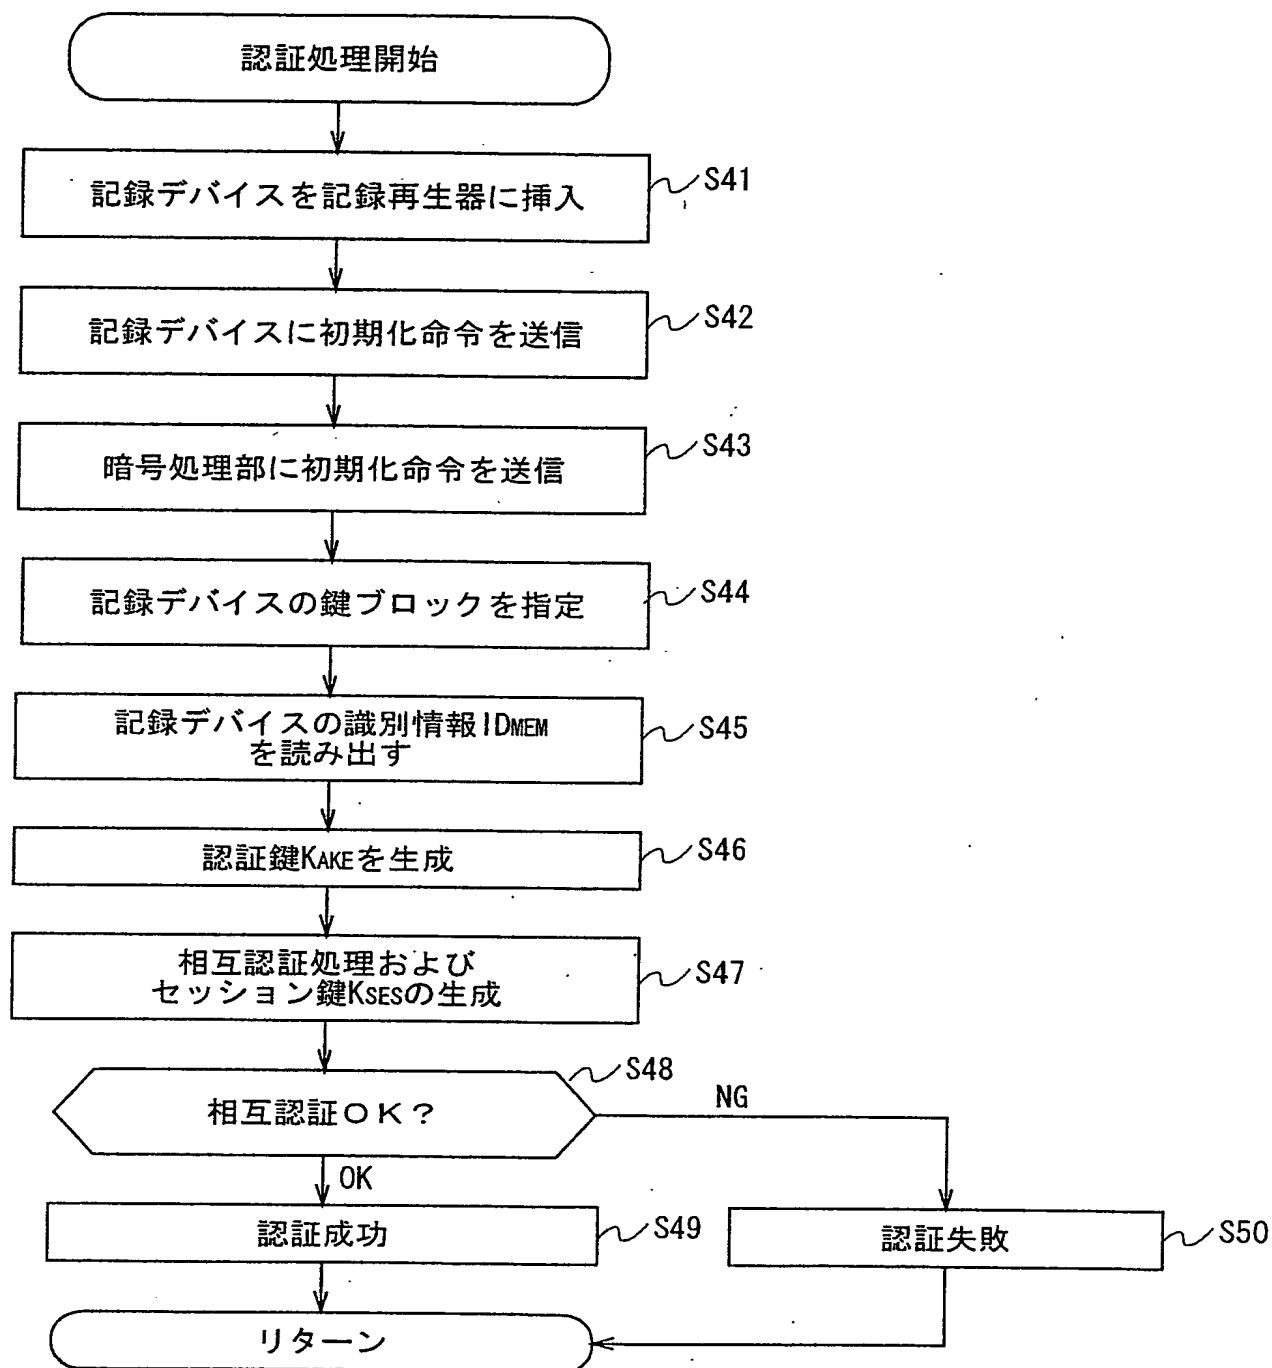 認証処理開始
記録デバイスを記録再生器に挿入
S41
記録デバイスに初期化命令を送信
S42
暗号処理部に初期化命令を送信
S43
記録デバイスの鍵ブロックを指定
S44
記録デバイスの識別情報IDMEM
を読み出す
S45
認証鍵KAKEを生成
S46
相互認証処理および
セッション鍵KSESの生成
S47
相互認証OK?
S48
NG
OK
認証成功
S49
認証失敗
S50
リターン